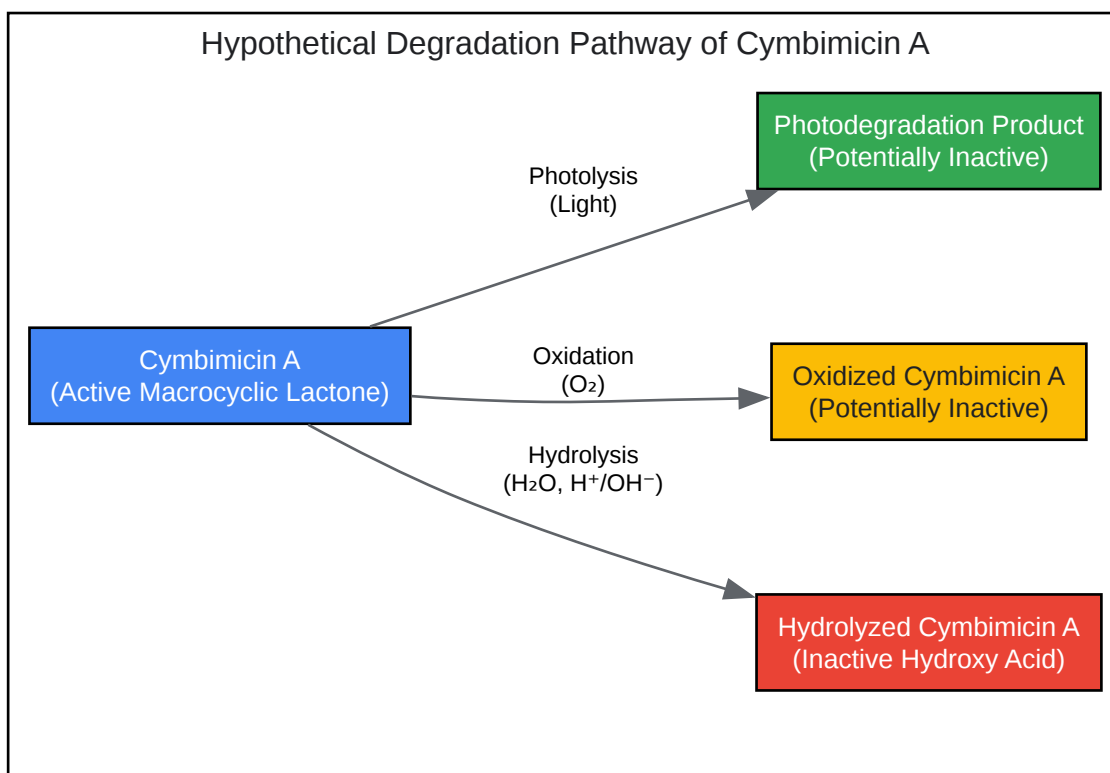 Hypothetical Degradation Pathway of Cymbimicin A
Photodegradation Product
(Potentially Inactive)
Photolysis
(Light)
Cymbimicin A
(Active Macrocyclic Lactone)
Oxidation
(O₂)
Oxidized Cymbimicin A
(Potentially Inactive)
Hydrolysis
(H₂O, H⁺/OH⁻)
Hydrolyzed Cymbimicin A
(Inactive Hydroxy Acid)